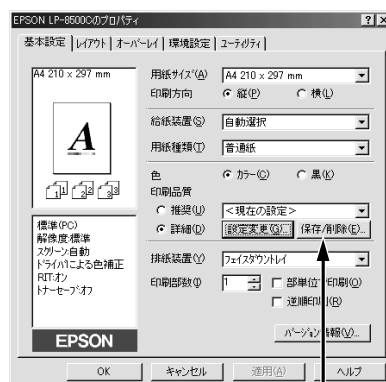 EPSON LP-8500Cのプロパティ
基本設定 レイアウト オーバーレイ 環境設定 ユーティリティ
A4 210 x 297 mm
A
1 1 2 2 3 3
標準(PC)
解像度:標準
スクリーン:自動
ドライバによる色補正
RIT:オン
トナーセーブ:オフ
EPSON
用紙サイズ(A) A4 210 x 297 mm
印刷方向 縦(P) 横(L)
給紙装置(S) 自動選択
用紙種類(T) 普通紙
色 カラー(C) 黒(K)
印刷品質
推奨(U) <現在の設定>
詳細(D) 設定変更(G)... 保存/削除(E)...
排紙装置(Y) フェイスダウントレイ
印刷部数(I) 1 部単位で印刷(O)
逆順印刷(R)
バージョン情報(V)...
OK キャンセル 適用(A) ヘルプ